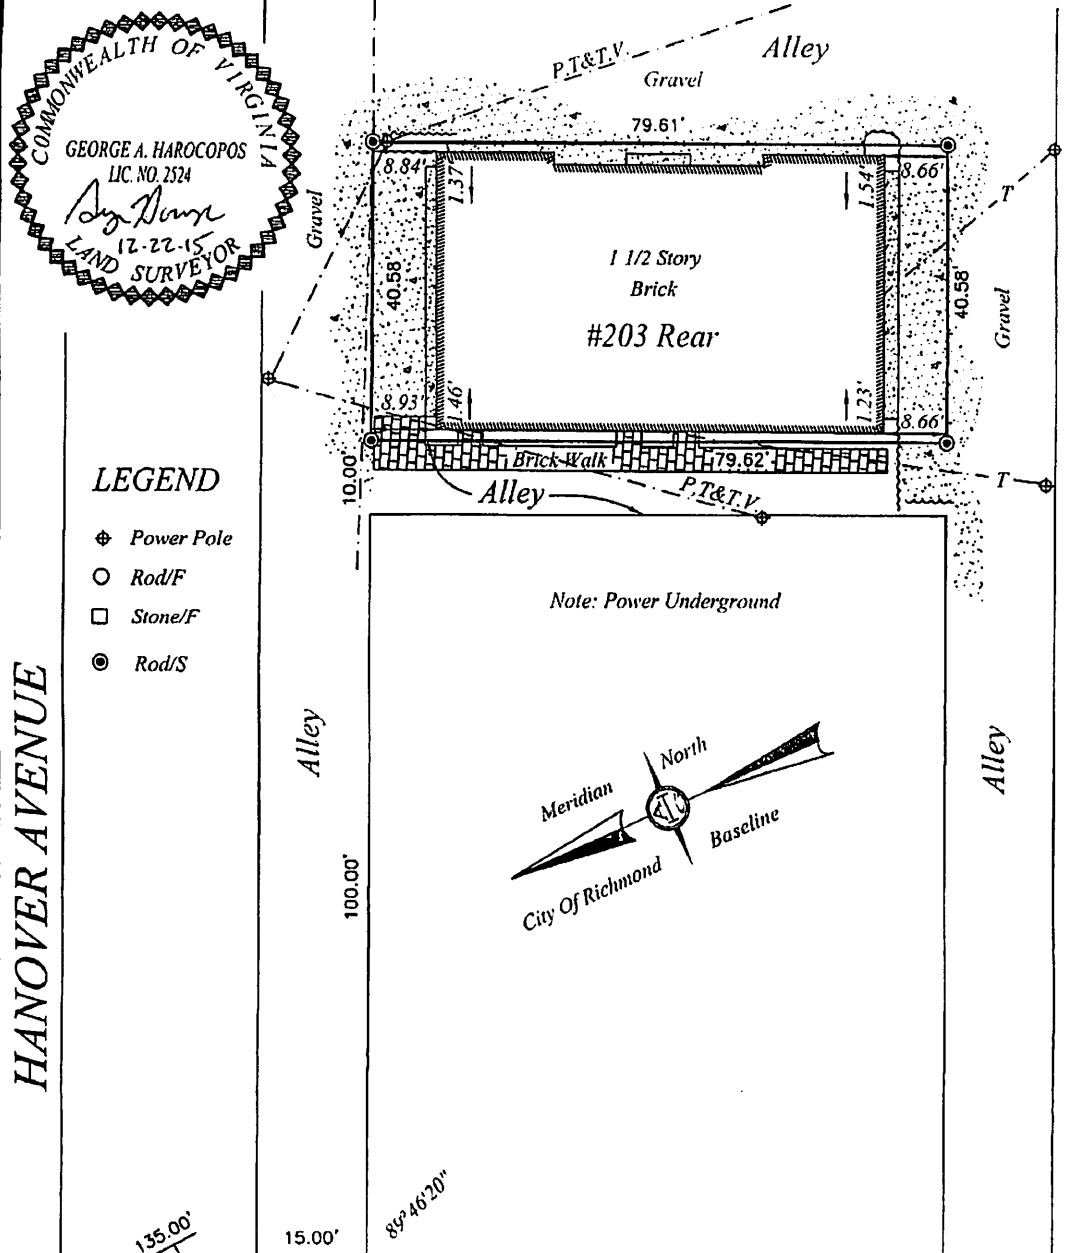 COMMONWEALTH OF VIRGINIA
GEORGE A. HAROCOPOS
LIC. NO. 2524
12-22-15
LAND SURVEYOR
P.T&T.V.
Alley
Gravel
79.61'
8.84'
1.37'
1.54'
8.66'
T
Gravel
40.58'
1 1/2 Story
Brick
#203 Rear
40.58'
Gravel
8.93'
1.46'
1.23'
8.66'
Brick Walk
79.62'
10.00'
Alley
P.T&T.V
T
LEGEND
Power Pole
Rod/F
Stone/F
Rod/S
Note: Power Underground
HANOVER AVENUE
Alley
Alley
North
Meridian
Baseline
City Of Richmond
100.00'
89°46'20"
135.00'
15.00'